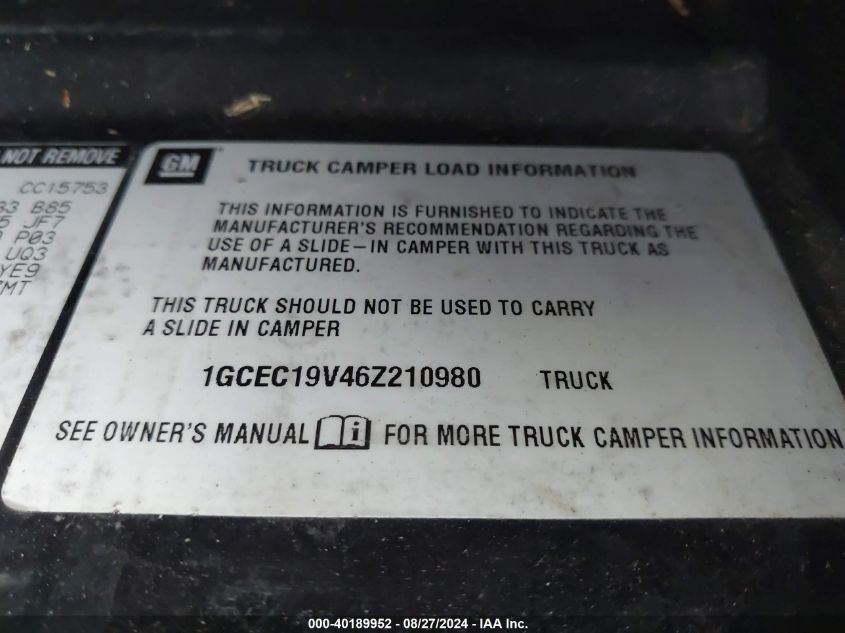 NOT REMOVE
CC15753
B85
JF7
P03
UQ3
YE9
GM
TRUCK CAMPER LOAD INFORMATION
THIS INFORMATION IS FURNISHED TO INDICATE THE
MANUFACTURER'S RECOMMENDATION REGARDING THE
USE OF A SLIDE-IN CAMPER WITH THIS TRUCK AS
MANUFACTURED.
THIS TRUCK SHOULD NOT BE USED TO CARRY
A SLIDE IN CAMPER
1GCEC19V46Z210980 TRUCK
SEE OWNER'S MANUAL i FOR MORE TRUCK CAMPER INFORMATION
000-40189952 - 08/27/2024 - IAA Inc.